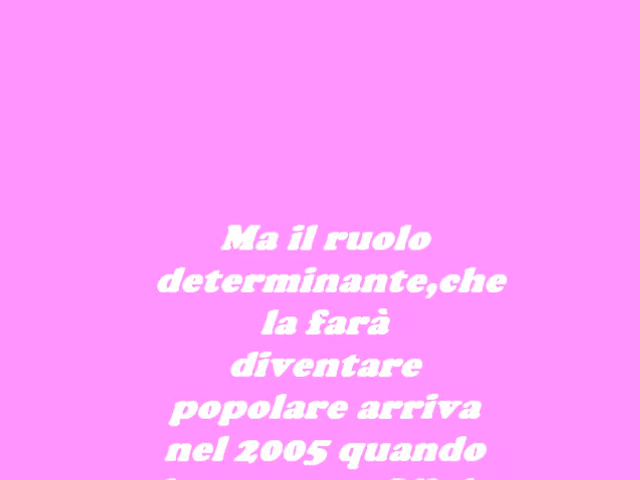 Ma il ruolo
determinante,che
la farà
diventare
popolare arriva
nel 2005 quando